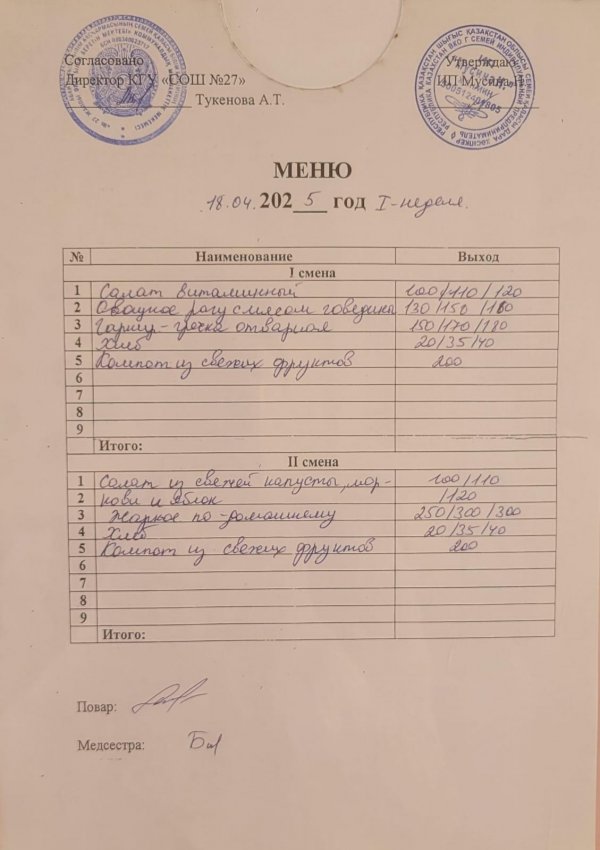 Согласовано
Утверждаю
Директор КГУ «СОШ №27»
ИП Мусина
Тукенова А.Т.
МЕНЮ
18.04. 2025 год I-неделя.
№ Наименование Выход
I смена
1 Салат витаминный 100/110/120
2 Овощное рагу с мясом говядины 130/150/180
3 Гарнир-гречка отварная 150/170/180
4 Хлеб 20/35/40
5 Компот из свежих фруктов 200
6
7
8
9
Итого:
II смена
1 Салат из свежей капусты, мор- 100/110
2 кови и яблок /120
3 Жаркое по-домашнему 250/300/300
4 Хлеб 20/35/40
5 Компот из свежих фруктов 200
6
7
8
9
Итого:
Повар:
Медсестра: